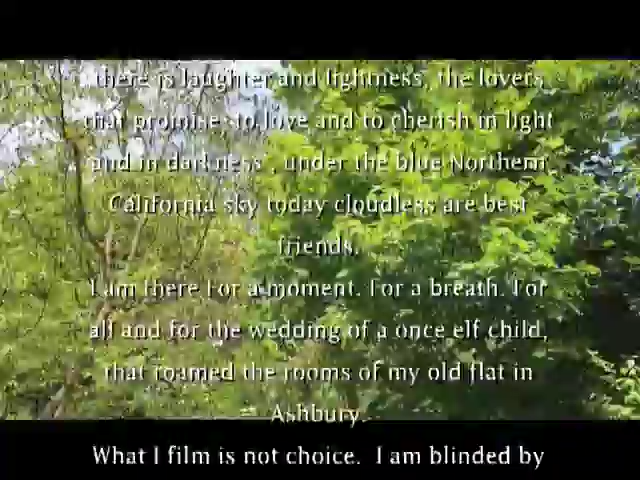 there is laughter and lightness, the lovers
that promise to love and to cherish in light
and in darkness , under the blue Northern
California sky today cloudless are best
friends.
I am there for a moment. For a breath. For
all and for the wedding of a once elf child,
that roamed the rooms of my old flat in
Ashbury.
What I film is not choice. I am blinded by